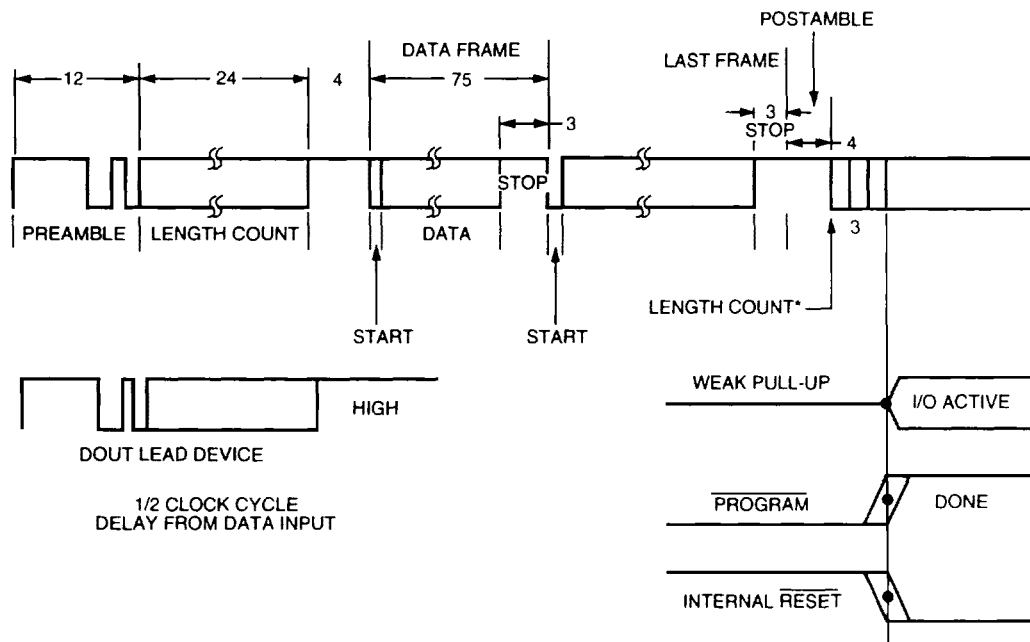 POSTAMBLE
DATA FRAME
LAST FRAME
12
24
4
75
3
3
STOP
4
STOP
PREAMBLE
LENGTH COUNT
DATA
3
START
START
LENGTH COUNT*
WEAK PULL-UP
I/O ACTIVE
HIGH
DOUT LEAD DEVICE
1/2 CLOCK CYCLE
DELAY FROM DATA INPUT
PROGRAM
DONE
INTERNAL RESET